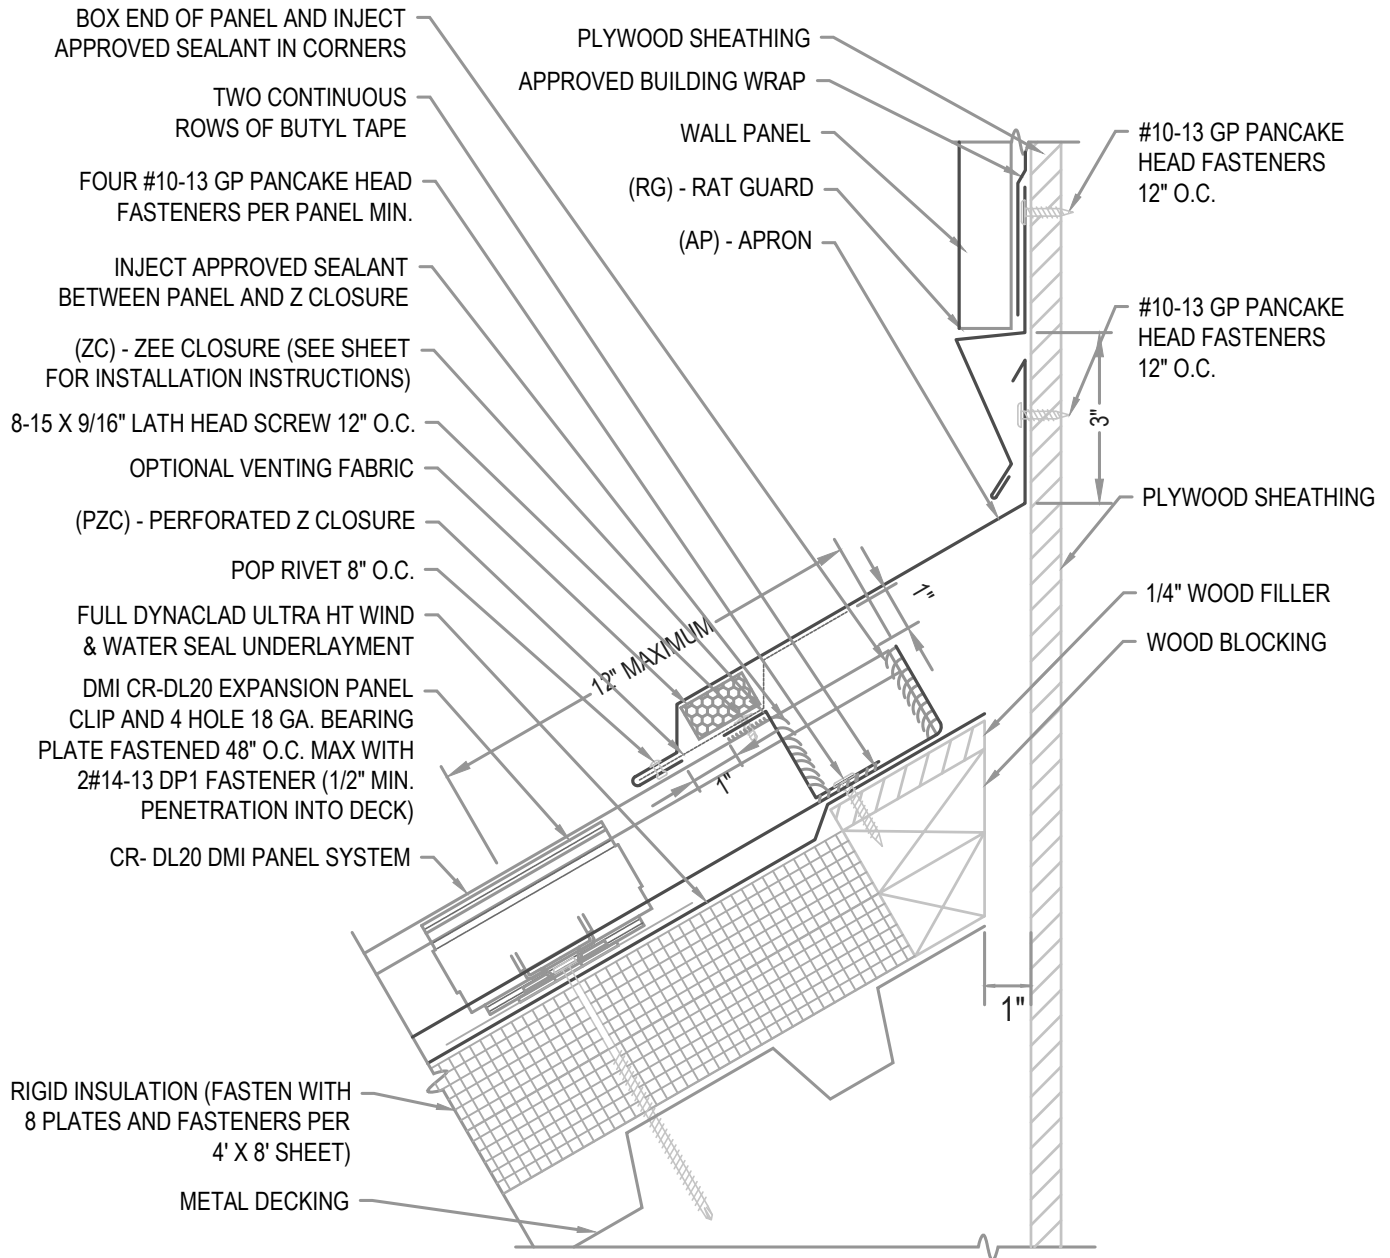 BOX END OF PANEL AND INJECT
APPROVED SEALANT IN CORNERS
TWO CONTINUOUS
ROWS OF BUTYL TAPE
FOUR #10-13 GP PANCAKE HEAD
FASTENERS PER PANEL MIN.
INJECT APPROVED SEALANT
BETWEEN PANEL AND Z CLOSURE
(ZC) - ZEE CLOSURE (SEE SHEET
FOR INSTALLATION INSTRUCTIONS)
8-15 X 9/16" LATH HEAD SCREW 12" O.C.
OPTIONAL VENTING FABRIC
(PZC) - PERFORATED Z CLOSURE
POP RIVET 8" O.C.
FULL DYNACLAD ULTRA HT WIND
& WATER SEAL UNDERLAYMENT
DMI CR-DL20 EXPANSION PANEL
CLIP AND 4 HOLE 18 GA. BEARING
PLATE FASTENED 48" O.C. MAX WITH
2#14-13 DP1 FASTENER (1/2" MIN.
PENETRATION INTO DECK)
CR- DL20 DMI PANEL SYSTEM
RIGID INSULATION (FASTEN WITH
8 PLATES AND FASTENERS PER
4' X 8' SHEET)
METAL DECKING
PLYWOOD SHEATHING
APPROVED BUILDING WRAP
WALL PANEL
(RG) - RAT GUARD
(AP) - APRON
#10-13 GP PANCAKE
HEAD FASTENERS
12" O.C.
#10-13 GP PANCAKE
HEAD FASTENERS
12" O.C.
3"
PLYWOOD SHEATHING
1/4" WOOD FILLER
WOOD BLOCKING
12" MAXIMUM
1"
1"
1"